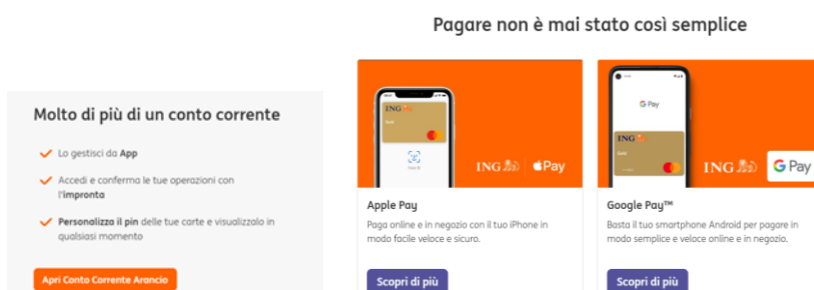 Pagare non è mai stato così semplice
Molto di più di un conto corrente
Lo gestisci da App
Accedi e conferma le tue operazioni con
l'impronta
Personalizza il pin delle tue carte e visualizzalo in
qualsiasi momento
Apri Conto Corrente Arancio
ING
ING Pay
Apple Pay
Paga online e in negozio con il tuo iPhone in
modo facile veloce e sicuro.
Scopri di più
G Pay
ING
ING G Pay
Google Pay™
Basta il tuo smartphone Android per pagare in
modo semplice e veloce online e in negozio.
Scopri di più